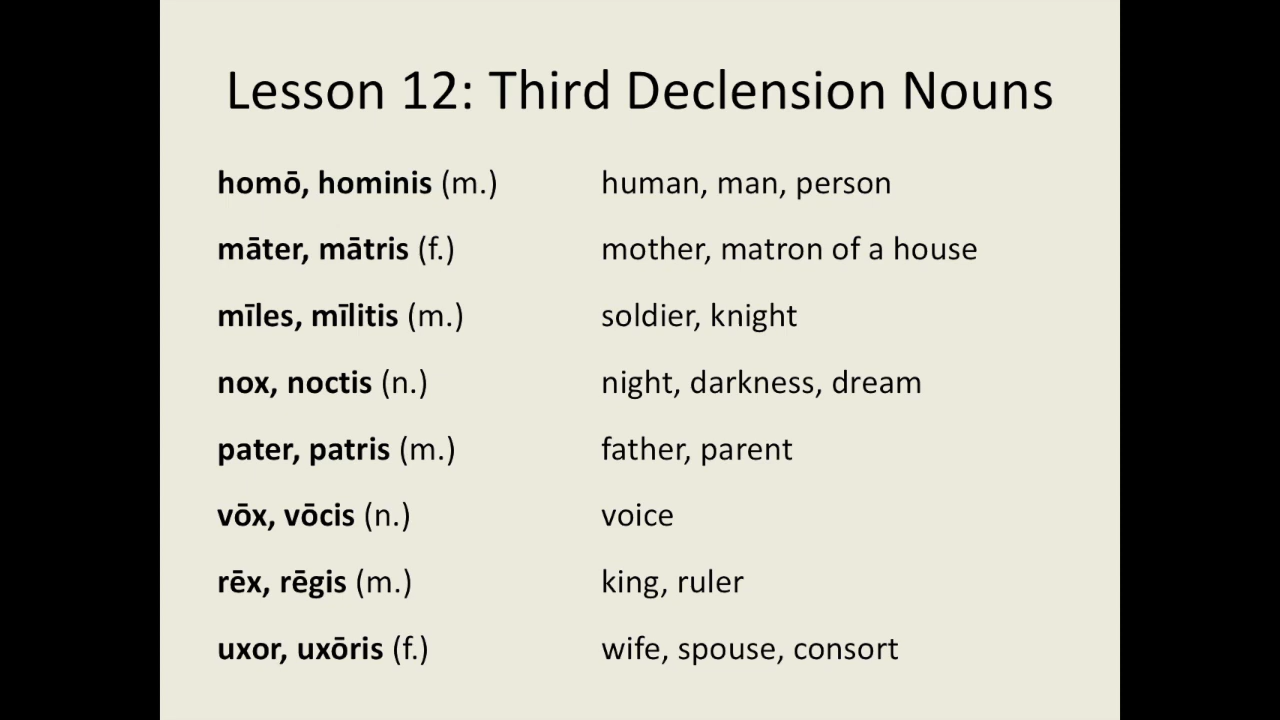 Lesson 12: Third Declension Nouns
homō, hominis (m.) human, man, person
māter, mātris (f.) mother, matron of a house
mīles, mīlitis (m.) soldier, knight
nox, noctis (n.) night, darkness, dream
pater, patris (m.) father, parent
vōx, vōcis (n.) voice
rēx, rēgis (m.) king, ruler
uxor, uxōris (f.) wife, spouse, consort